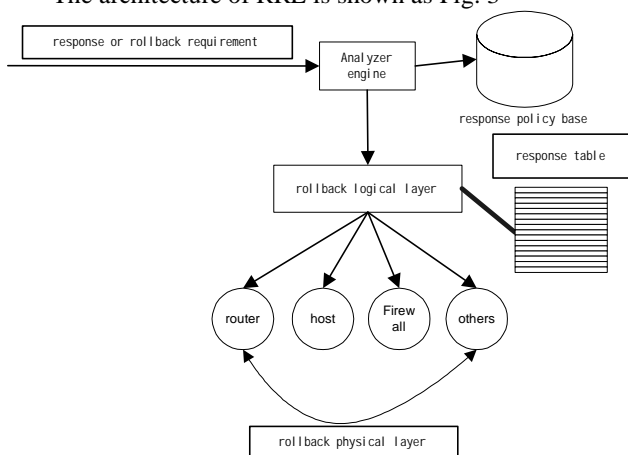 The architecture of RRE is shown as Fig. 3
response or rollback requirement
Analyzer
engine
response policy base
response table
rollback logical layer
router
host
Firew
all
others
rollback physical layer